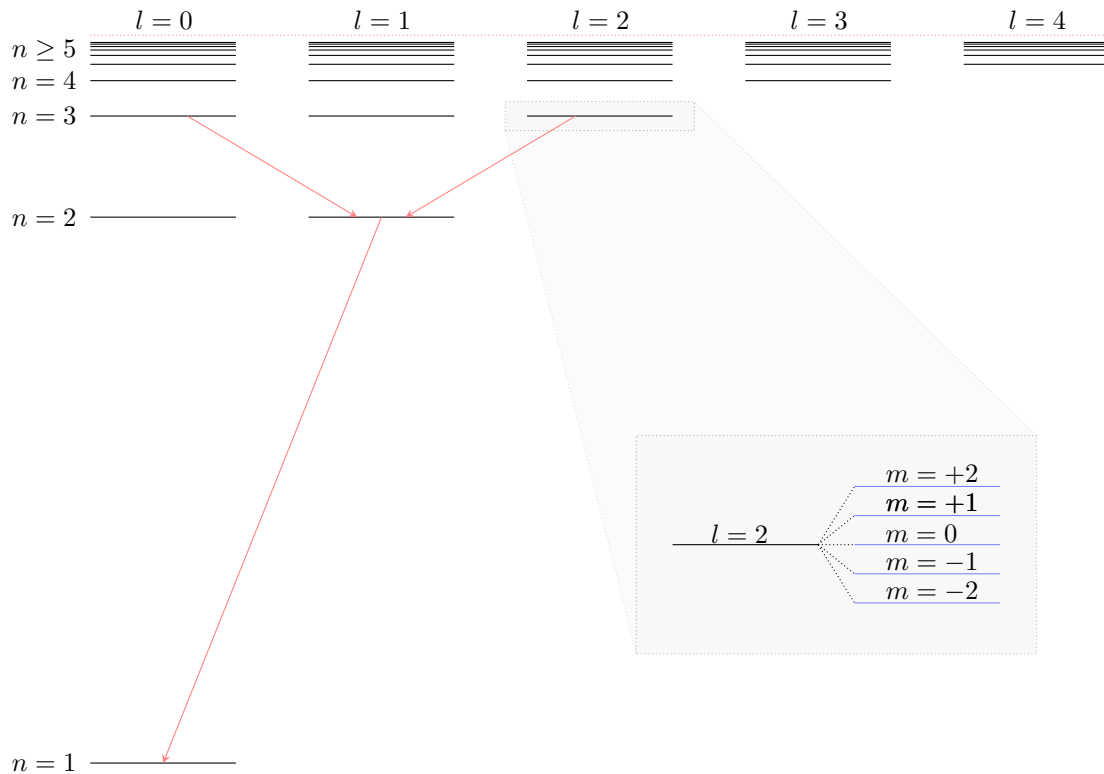 l = 0 l = 1 l = 2 l = 3 l = 4
n ≥ 5
n = 4
n = 3
n = 2
m = +2
m = +1
l = 2 m = 0
m = −1
m = −2
n = 1